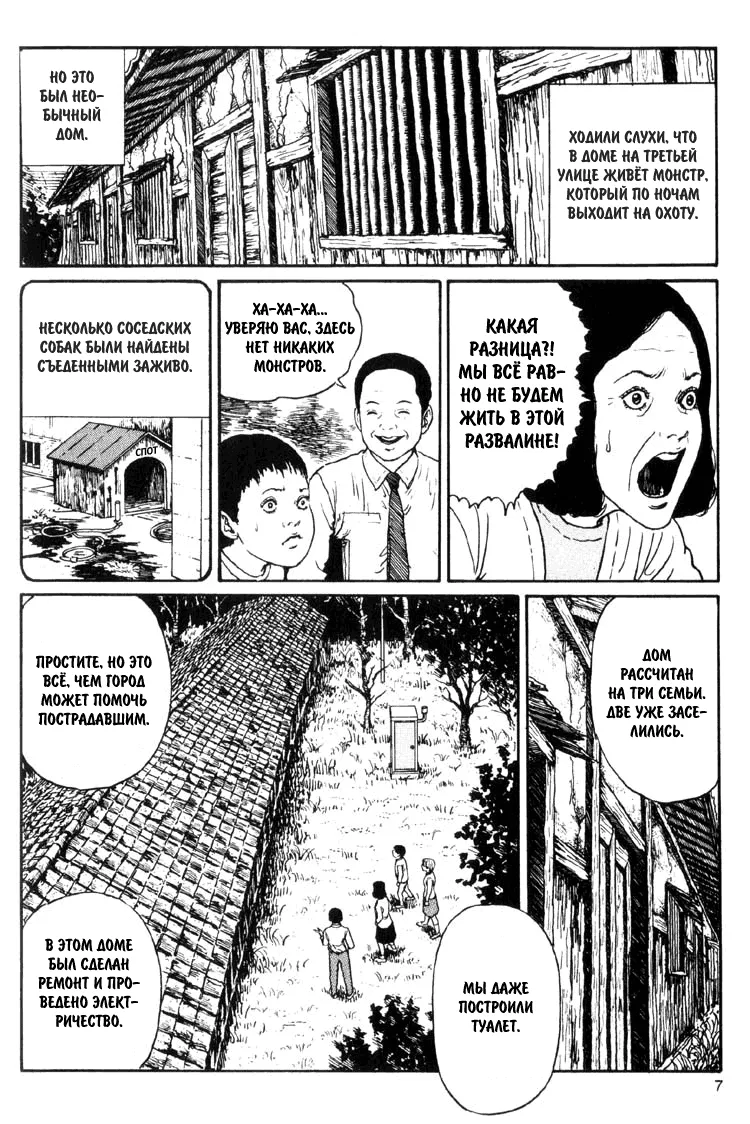 НО ЭТО
БЫЛ НЕО-
БЫЧНЫЙ
ДОМ.
ХОДИЛИ СЛУХИ, ЧТО
В ДОМЕ НА ТРЕТЬЕЙ
УЛИЦЕ ЖИВЁТ МОНСТР,
КОТОРЫЙ ПО НОЧАМ
ВЫХОДИТ НА ОХОТУ.
НЕСКОЛЬКО СОСЕДСКИХ
СОБАК БЫЛИ НАЙДЕНЫ
СЪЕДЕННЫМИ ЗАЖИВО.
СПОТ
ХА-ХА-ХА...
УВЕРЯЮ ВАС, ЗДЕСЬ
НЕТ НИКАКИХ
МОНСТРОВ.
КАКАЯ
РАЗНИЦА?!
МЫ ВСЁ РАВ-
НО НЕ БУДЕМ
ЖИТЬ В ЭТОЙ
РАЗВАЛИНЕ!
ПРОСТИТЕ, НО ЭТО
ВСЁ, ЧЕМ ГОРОД
МОЖЕТ ПОМОЧЬ
ПОСТРАДАВШИМ.
В ЭТОМ ДОМЕ
БЫЛ СДЕЛАН
РЕМОНТ И ПРО-
ВЕДЕНО ЭЛЕКТ-
РИЧЕСТВО.
МЫ ДАЖЕ
ПОСТРОИЛИ
ТУАЛЕТ.
ДОМ
РАССЧИТАН
НА ТРИ СЕМЬИ.
ДВЕ УЖЕ ЗАСЕ-
ЛИЛИСЬ.
7